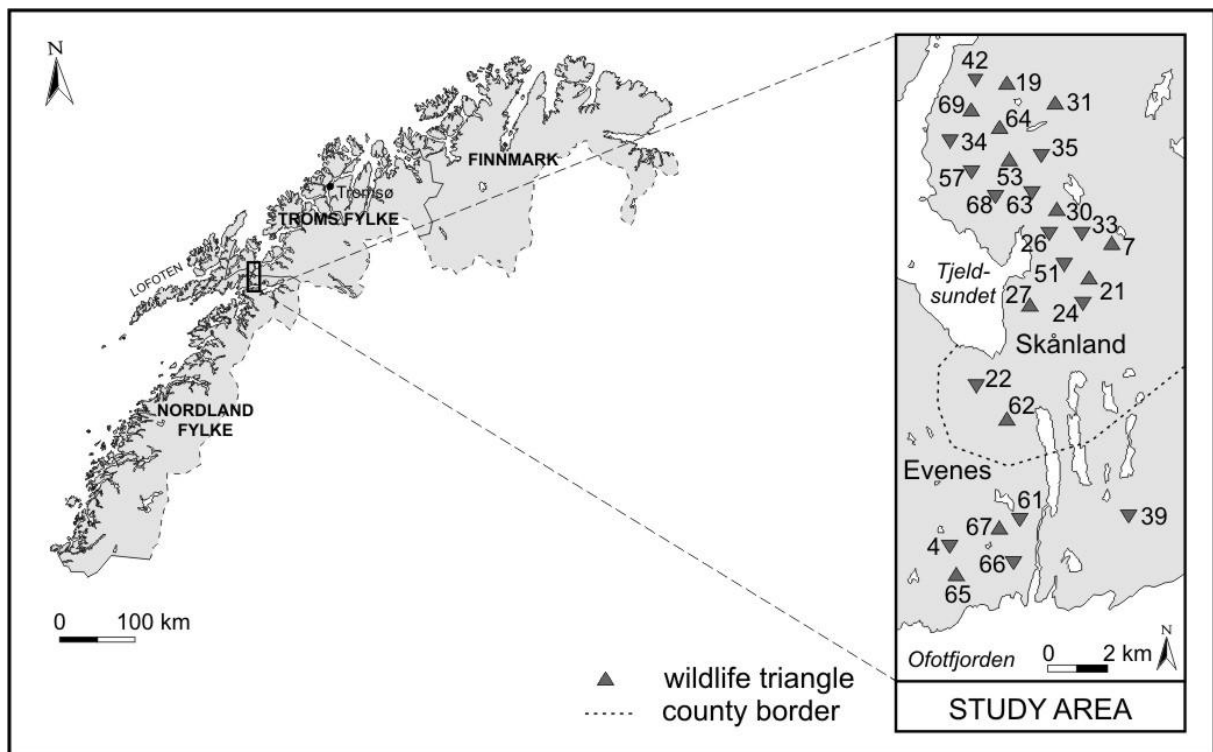 N
FINNMARK
Tromsø
TROMS FYLKE
LOFOTEN
NORDLAND
FYLKE
0 100 km
wildlife triangle
county border
42
19
31
69
64
34
35
57
53
68
63
30
33
26
7
51
Tjeld-
sundet
27
21
24
Skånland
22
62
Evenes
61
39
67
4
66
65
N
Ofotfjorden
0 2 km
STUDY AREA